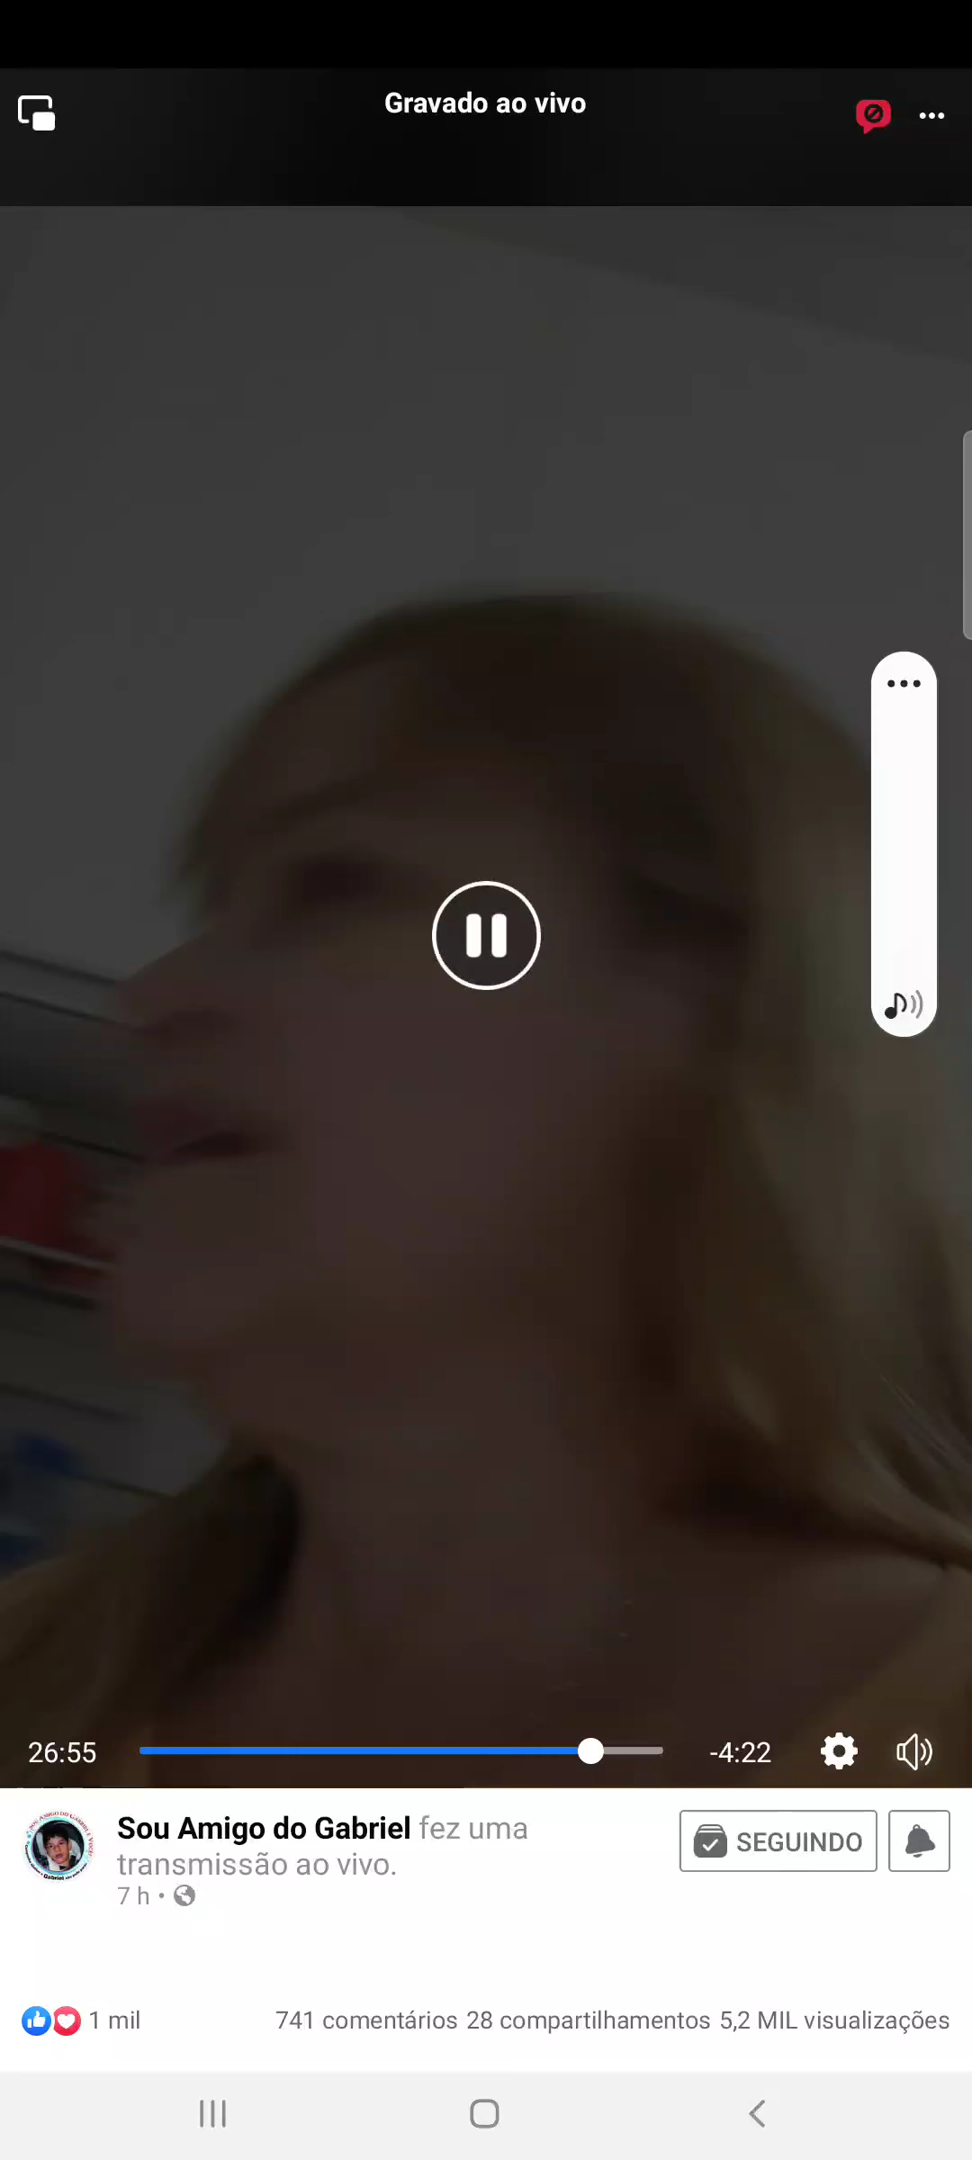 Gravado ao vivo
26:55
-4:22
Sou Amigo do Gabriel fez uma
transmissão ao vivo.
7 h •
SEGUINDO
1 mil
741 comentários 28 compartilhamentos 5,2 MIL visualizações